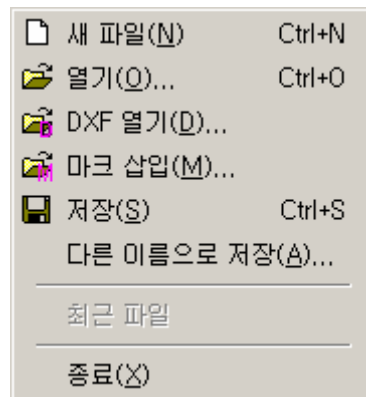 새 파일(N) Ctrl+N
열기(O)... Ctrl+O
DXF 열기(D)...
마크 삽입(M)...
저장(S) Ctrl+S
다른 이름으로 저장(A)...
최근 파일
종료(X)